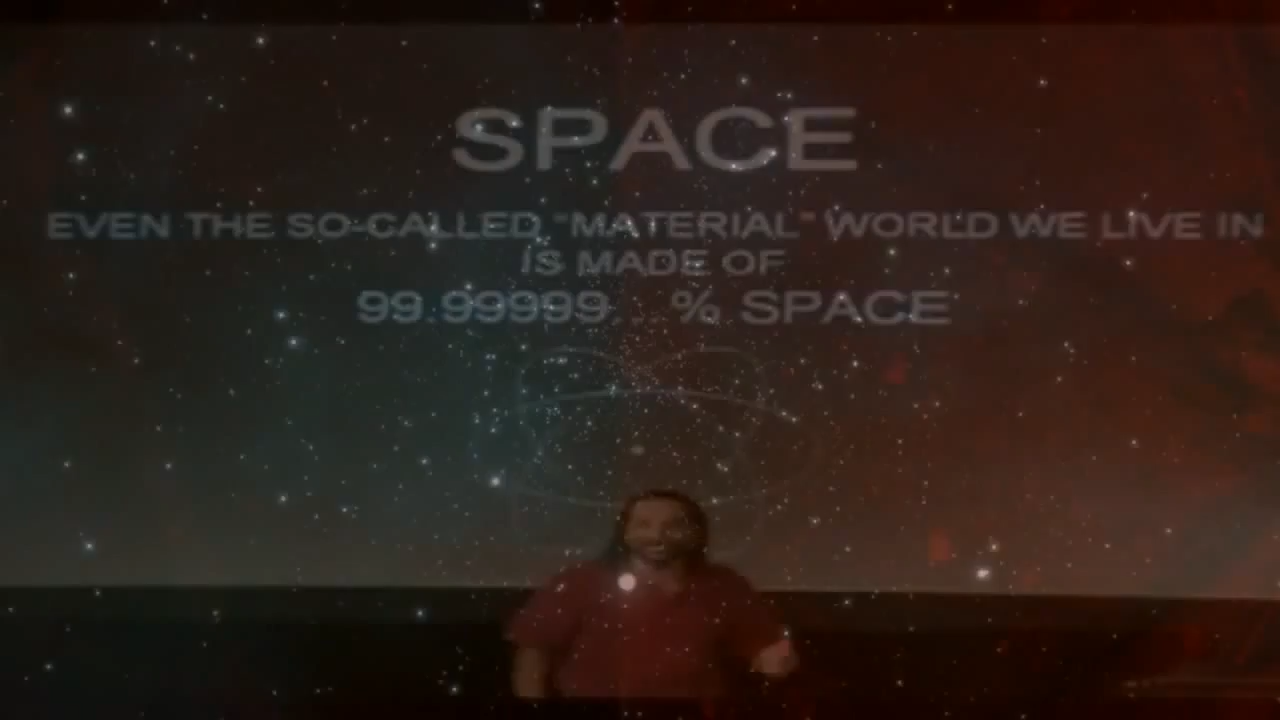 SPACE
EVEN THE SO-CALLED "MATERIAL" WORLD WE LIVE IN
IS MADE OF
99.99999. . % SPACE